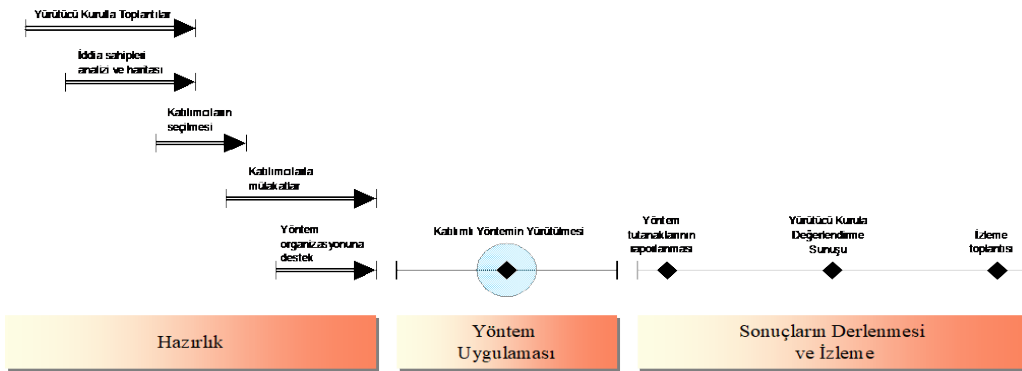 Yürütücü Kurulla Toplantılar
İddia sahipleri
analizi ve haritası
Katılımcıların
seçilmesi
Katılımcılarla
mülakatlar
Yöntem
organizasyonuna
destek
Katılımlı Yöntemin Yürütülmesi
Yöntem
tutanaklarının
raporlanması
Yürütücü Kurula
Değerlendirme
Sunuşu
İzleme
toplantısı
Hazırlık
Yöntem
Uygulaması
Sonuçların Derlenmesi
ve İzleme